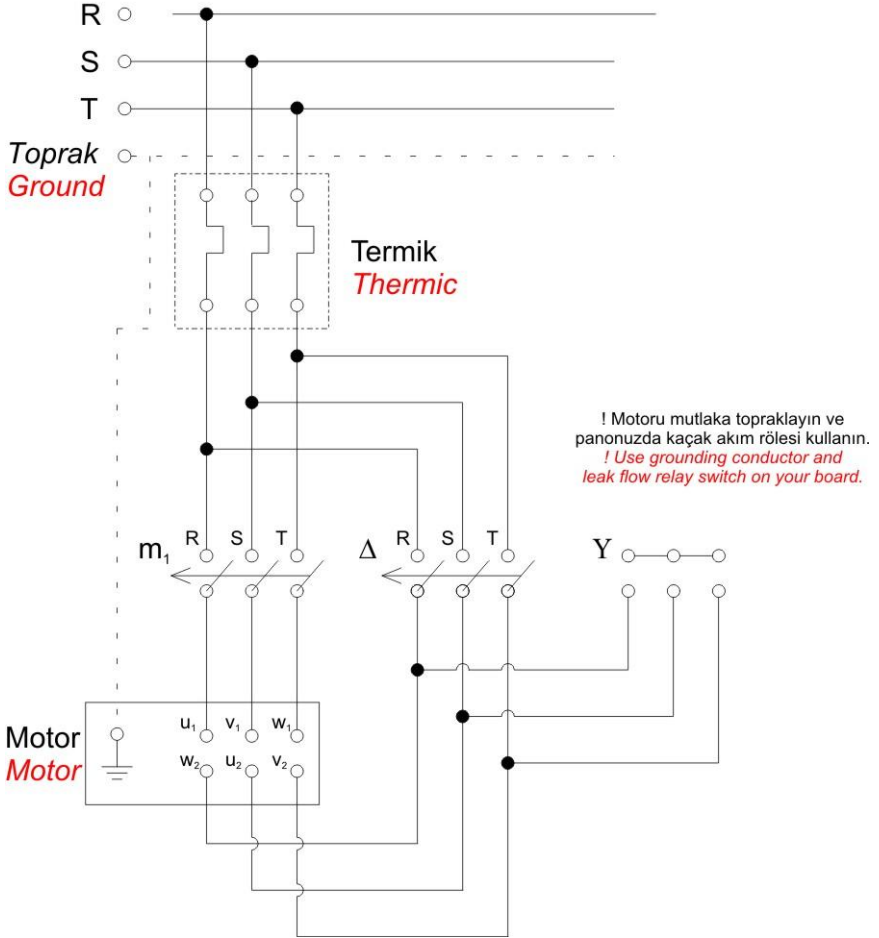 R
S
T
Toprak
Ground
Termik
Thermic
! Motoru mutlaka topraklayın ve
panonuzda kaçak akım rölesi kullanın.
! Use grounding conductor and
leak flow relay switch on your board.
m₁ R S T Δ R S T Y
Motor
Motor
u₁ v₁ w₁
w₂ u₂ v₂